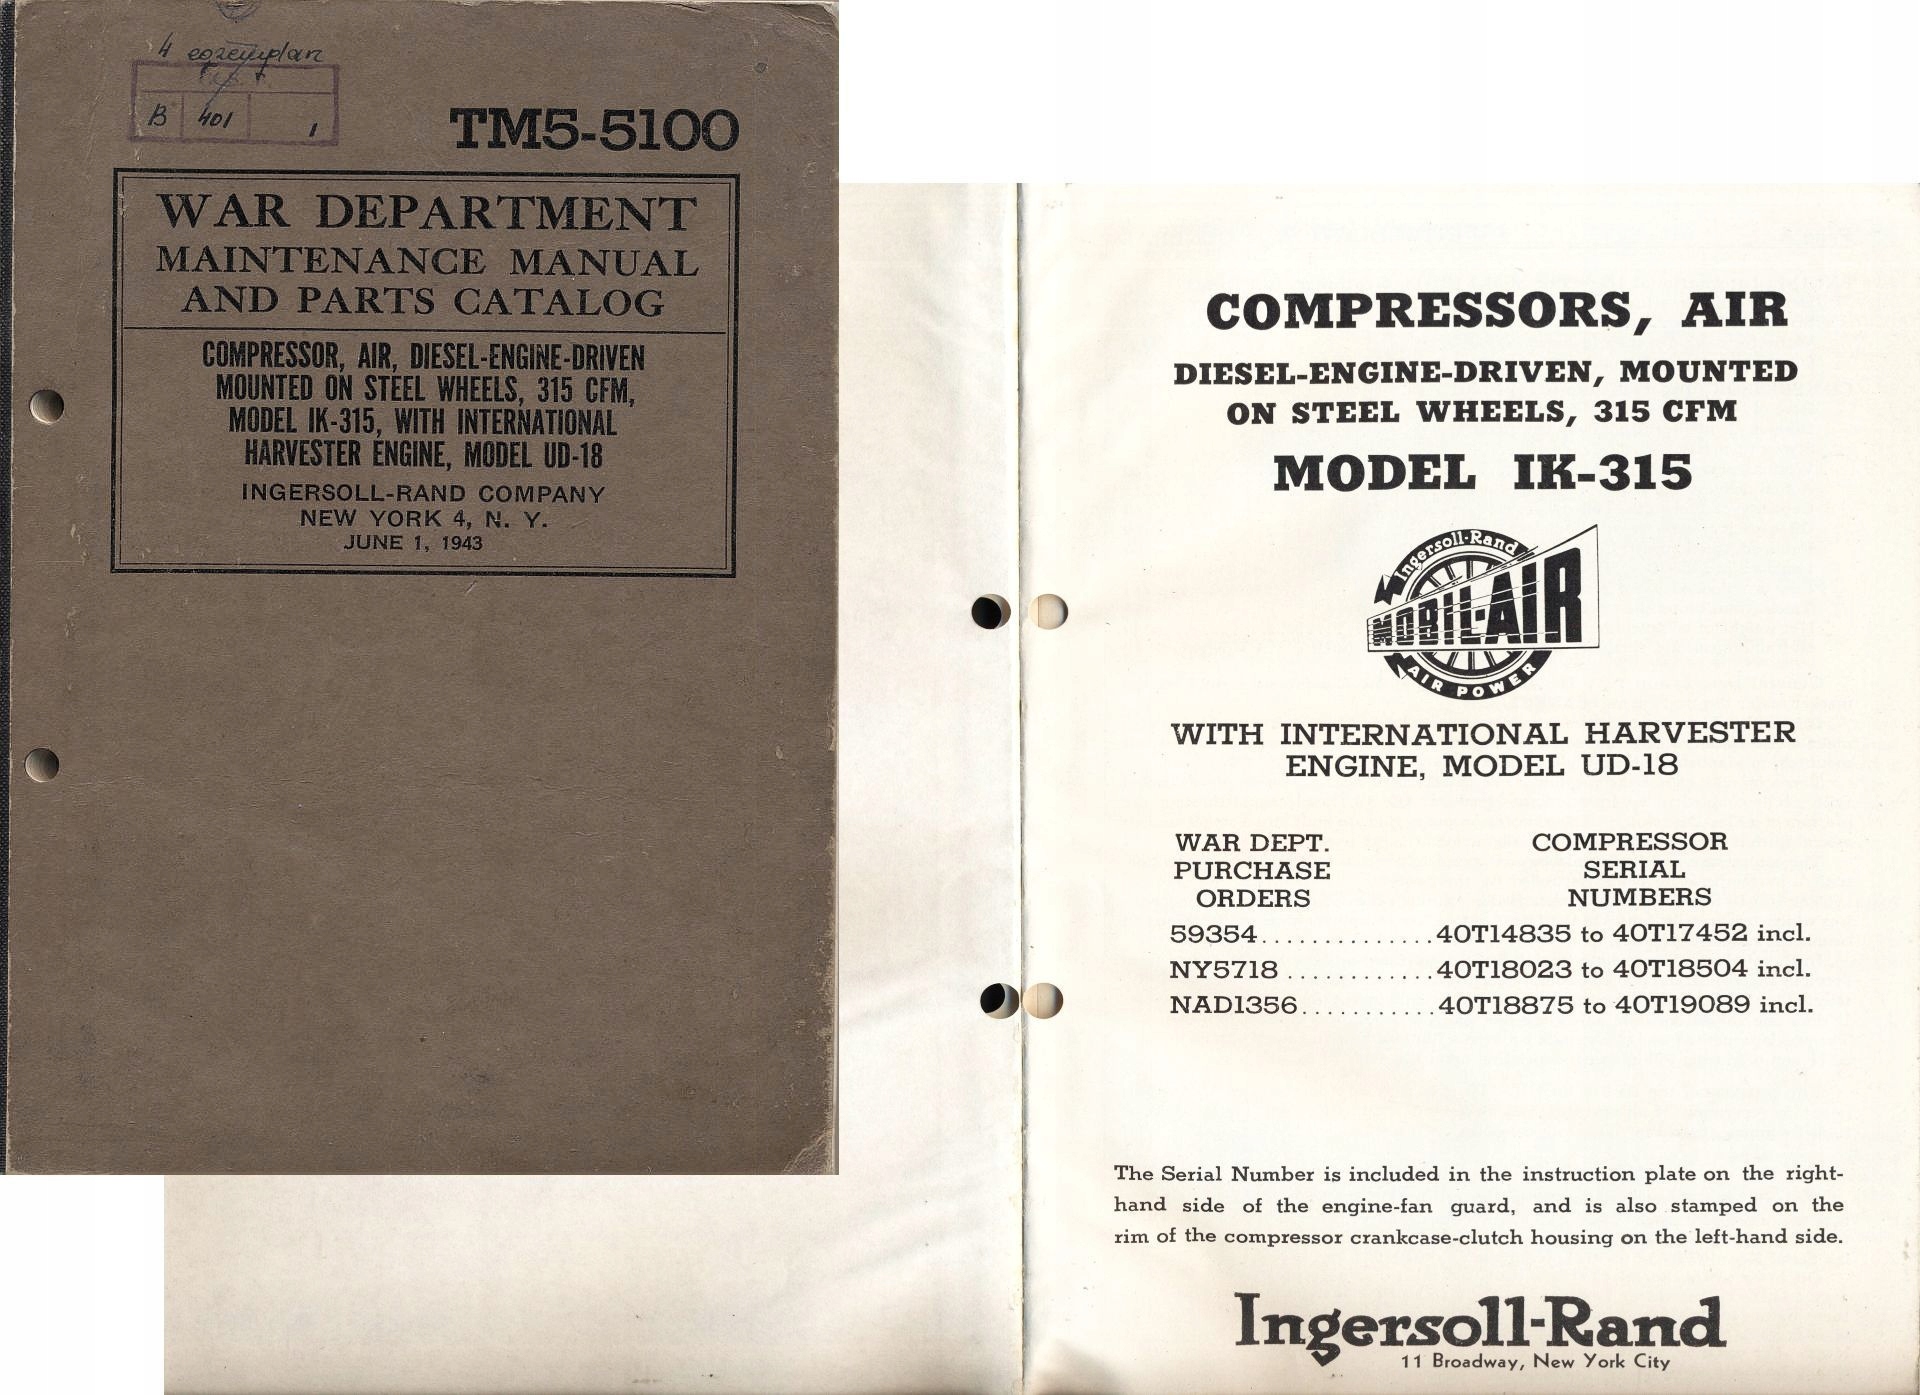 4 egzemplarz
B 401 1
TM5-5100
WAR DEPARTMENT
MAINTENANCE MANUAL
AND PARTS CATALOG
COMPRESSOR, AIR, DIESEL-ENGINE-DRIVEN
MOUNTED ON STEEL WHEELS, 315 CFM,
MODEL IK-315, WITH INTERNATIONAL
HARVESTER ENGINE, MODEL UD-18
INGERSOLL-RAND COMPANY
NEW YORK 4, N. Y.
JUNE 1, 1943
COMPRESSORS, AIR
DIESEL-ENGINE-DRIVEN, MOUNTED
ON STEEL WHEELS, 315 CFM
MODEL IK-315
Ingersoll-Rand
MOBIL-AIR
AIR POWER
WITH INTERNATIONAL HARVESTER
ENGINE, MODEL UD-18
WAR DEPT. COMPRESSOR
PURCHASE SERIAL
ORDERS NUMBERS
59354..............40T14835 to 40T17452 incl.
NY5718 ............40T18023 to 40T18504 incl.
NAD1356...........40T18875 to 40T19089 incl.
The Serial Number is included in the instruction plate on the right-
hand side of the engine-fan guard, and is also stamped on the
rim of the compressor crankcase-clutch housing on the left-hand side.
Ingersoll-Rand
11 Broadway, New York City